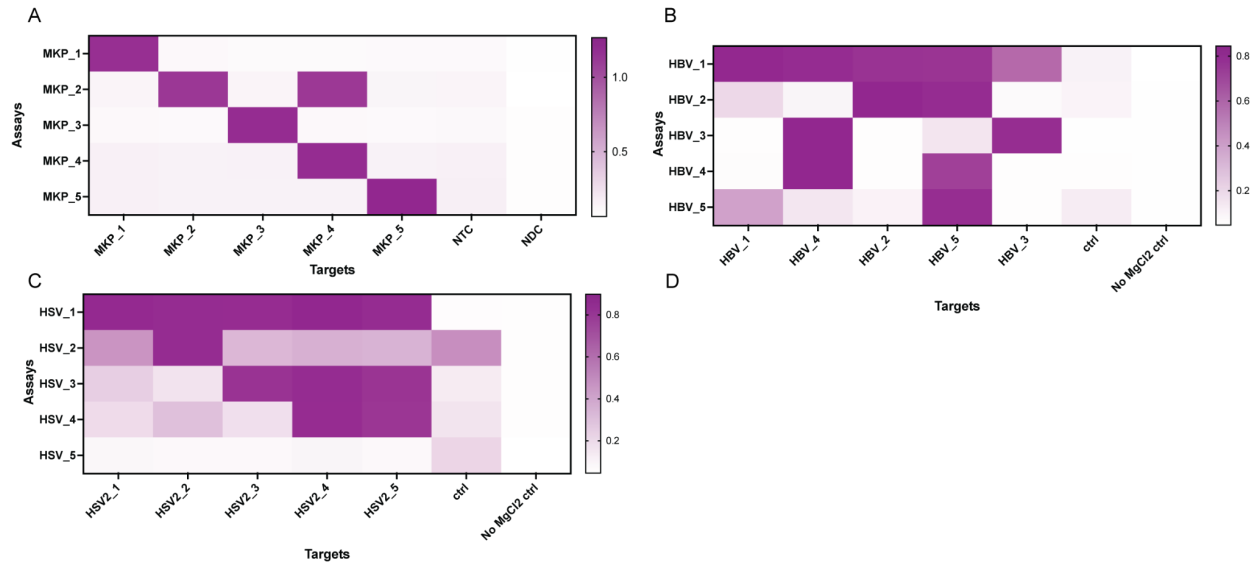 A
Assays
MKP_1
MKP_2
MKP_3
MKP_4
MKP_5
MKP_1
MKP_2
MKP_3
MKP_4
MKP_5
NTC
NDC
Targets
1.0
0.5
B
Assays
HBV_1
HBV_2
HBV_3
HBV_4
HBV_5
HBV_1
HBV_4
HBV_2
HBV_5
HBV_3
ctrl
No MgCl2 ctrl
Targets
0.8
0.6
0.4
0.2
C
Assays
HSV_1
HSV_2
HSV_3
HSV_4
HSV_5
HSV2_1
HSV2_2
HSV2_3
HSV2_4
HSV2_5
ctrl
No MgCl2 ctrl
Targets
0.8
0.6
0.4
0.2
D